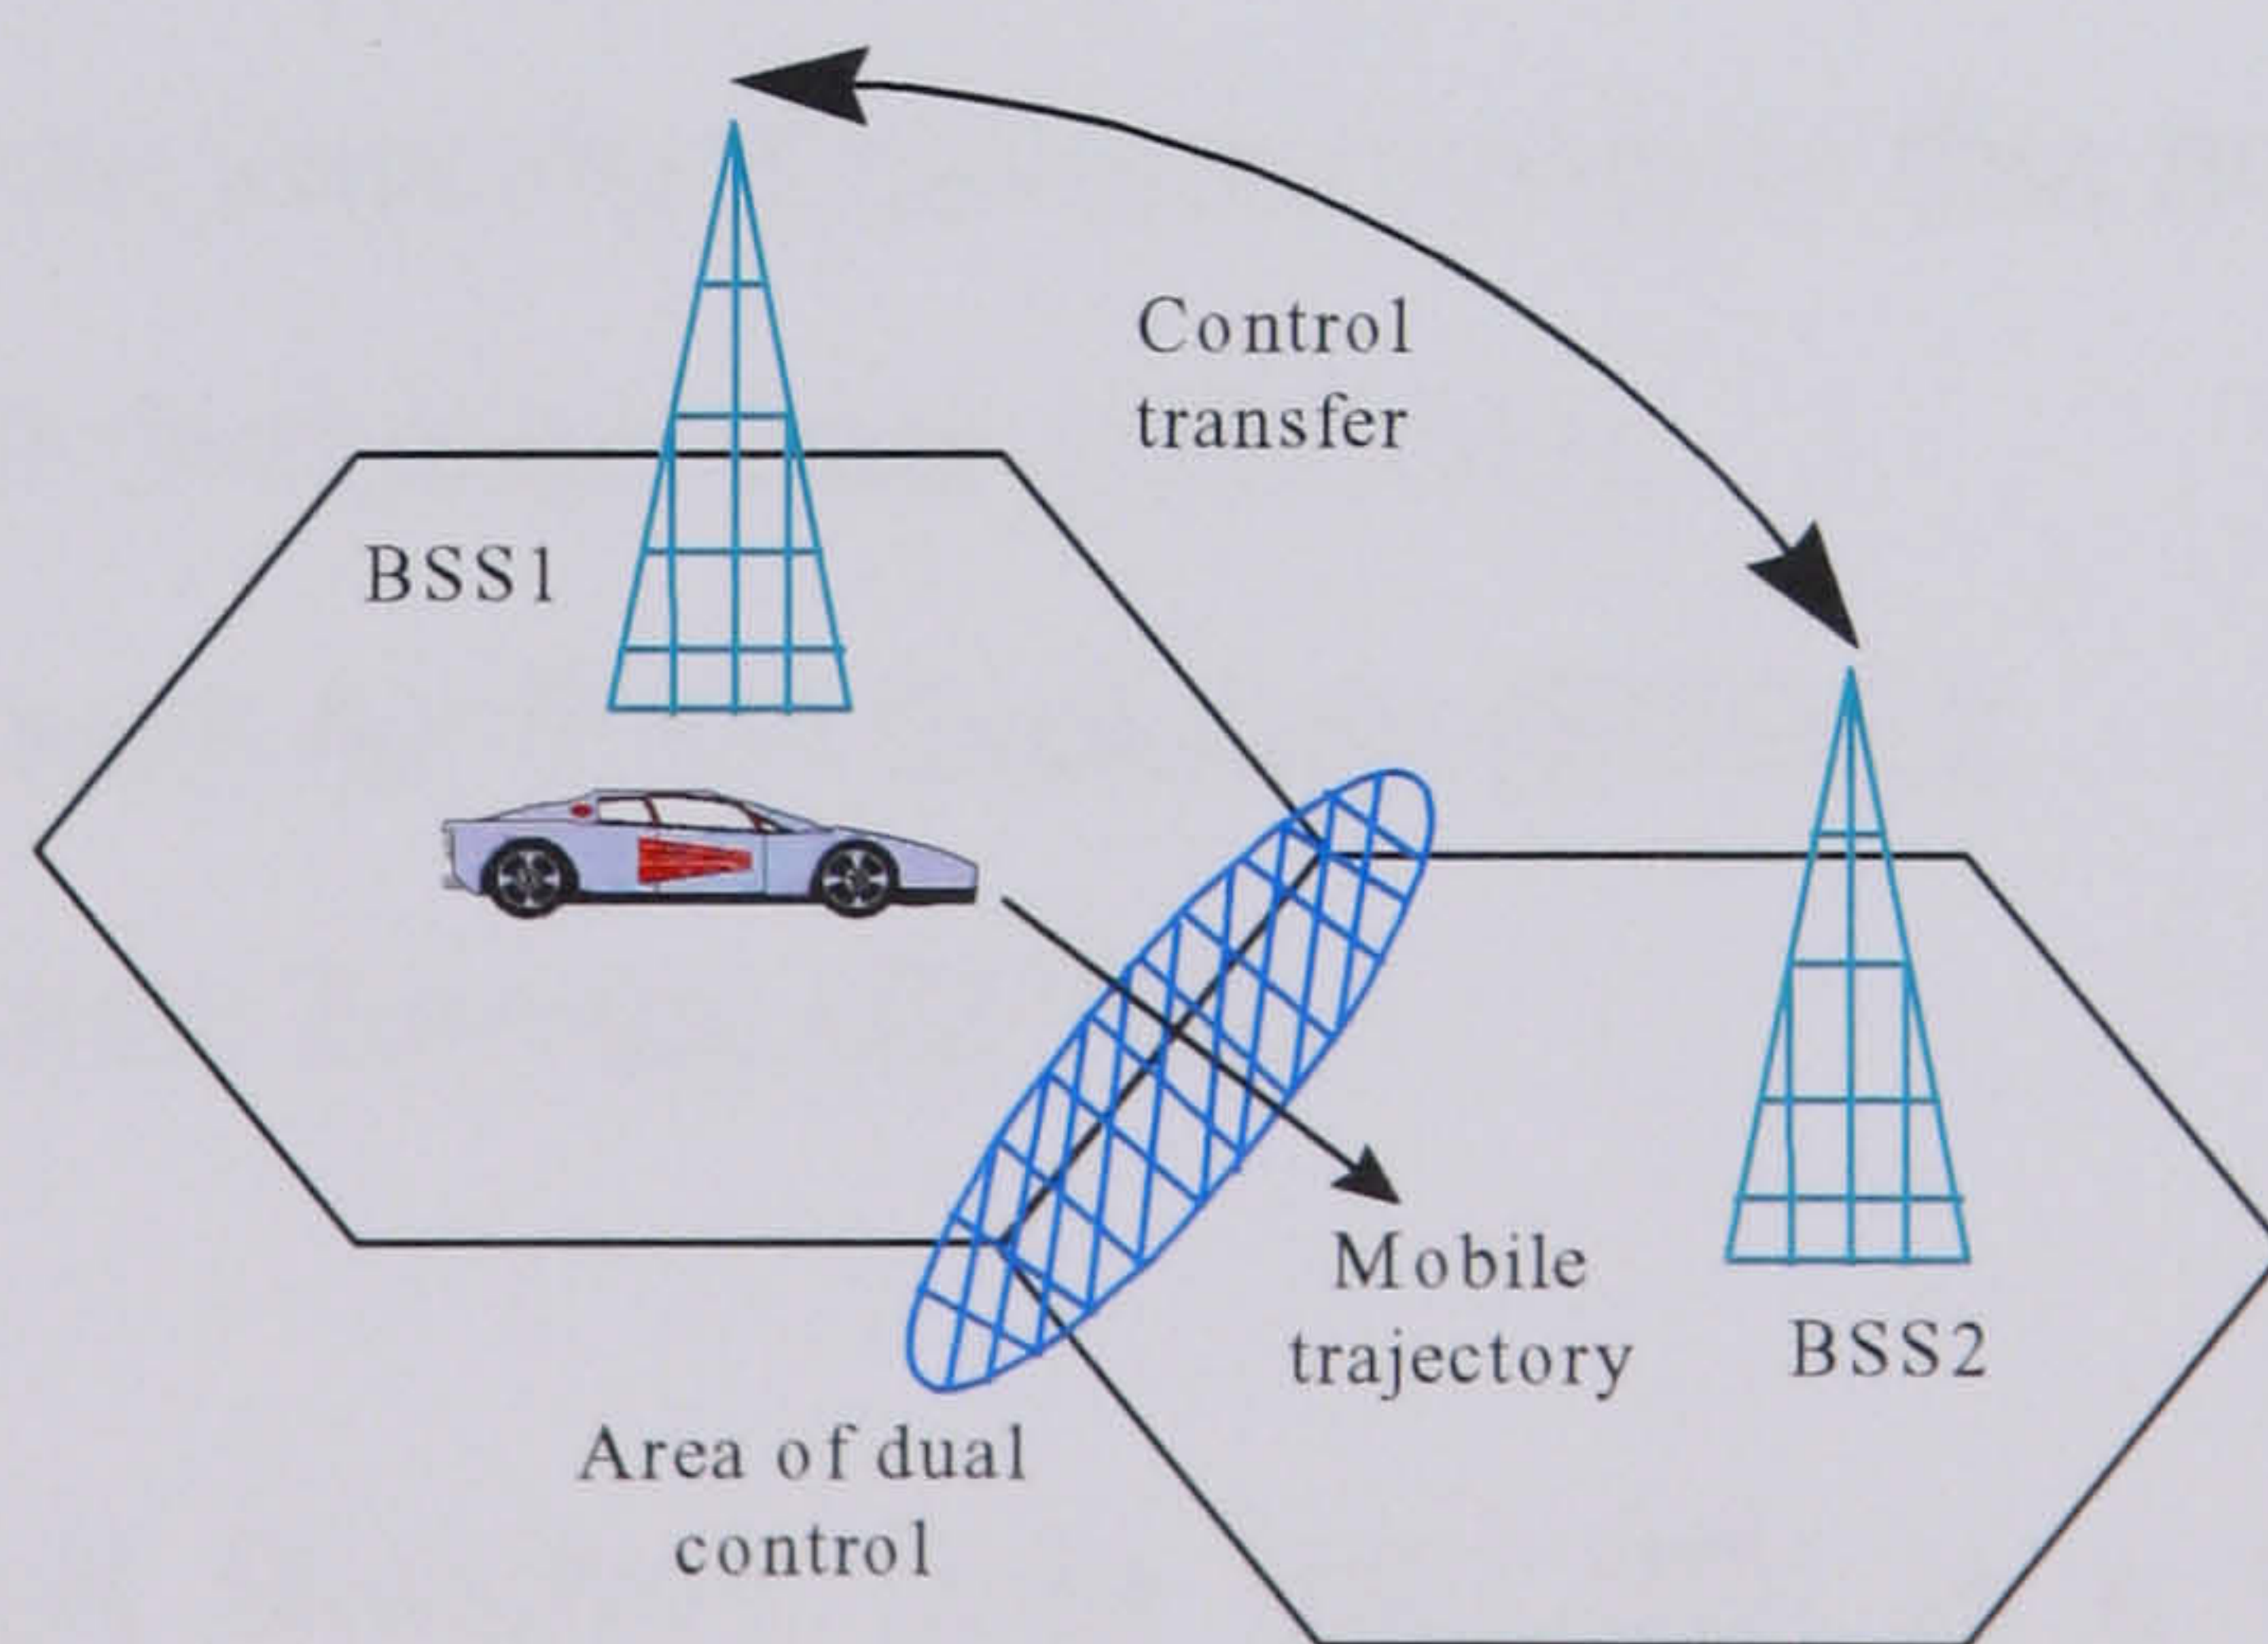 Control
transfer
BSS1
Mobile
trajectory
BSS2
Area of dual
control